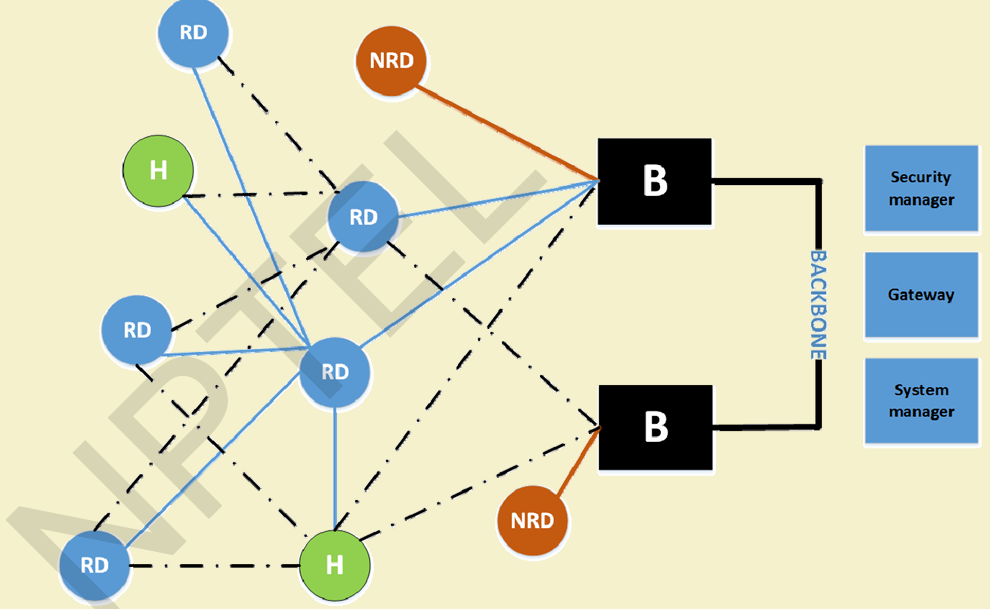 RD
NRD
H
B
Security
manager
RD
BACKBONE
Gateway
RD
RD
System
manager
B
NRD
RD
H
NPTEL